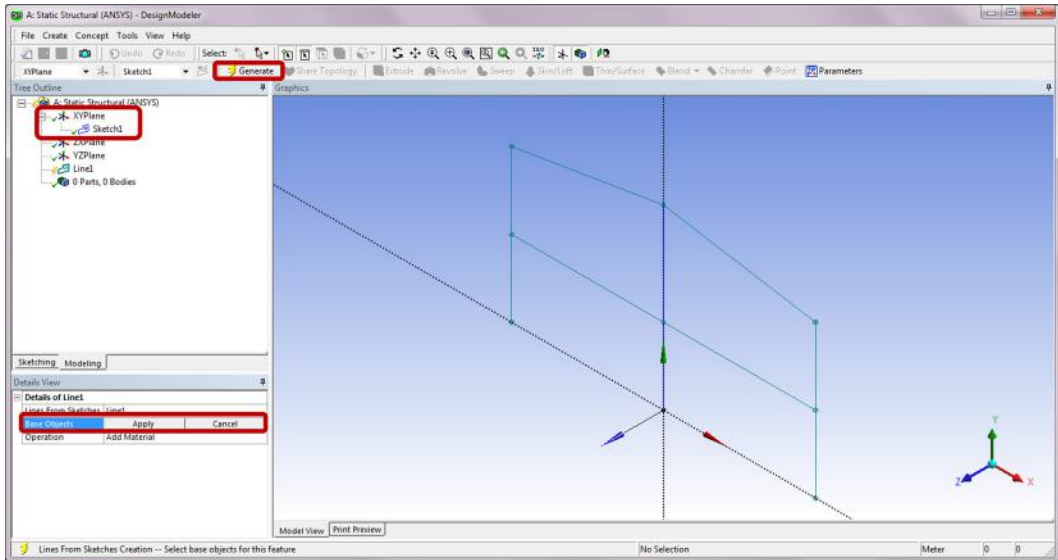 A: Static Structural (ANSYS) - DesignModeler
File Create Concept Tools View Help
Undo Redo Select:
XYPlane Sketch1 Generate Share Topology Extrude Revolve Sweep Skin/Loft Thin/Surface Blend Chamfer Point Parameters
Tree Outline
A: Static Structural (ANSYS)
XYPlane
Sketch1
ZXPlane
YZPlane
Line1
0 Parts, 0 Bodies
Sketching Modeling
Details View
Details of Line1
Lines From Sketches Line1
Base Objects Apply Cancel
Operation Add Material
Graphics
Y
Z
X
Model View Print Preview
Lines From Sketches Creation -- Select base objects for this feature No Selection Meter 0 0